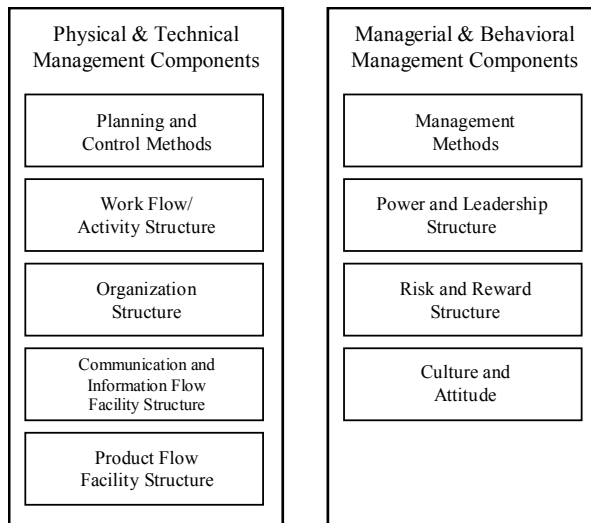 Physical & Technical
Management Components
Planning and
Control Methods
Work Flow/
Activity Structure
Organization
Structure
Communication and
Information Flow
Facility Structure
Product Flow
Facility Structure
Managerial & Behavioral
Management Components
Management
Methods
Power and Leadership
Structure
Risk and Reward
Structure
Culture and
Attitude